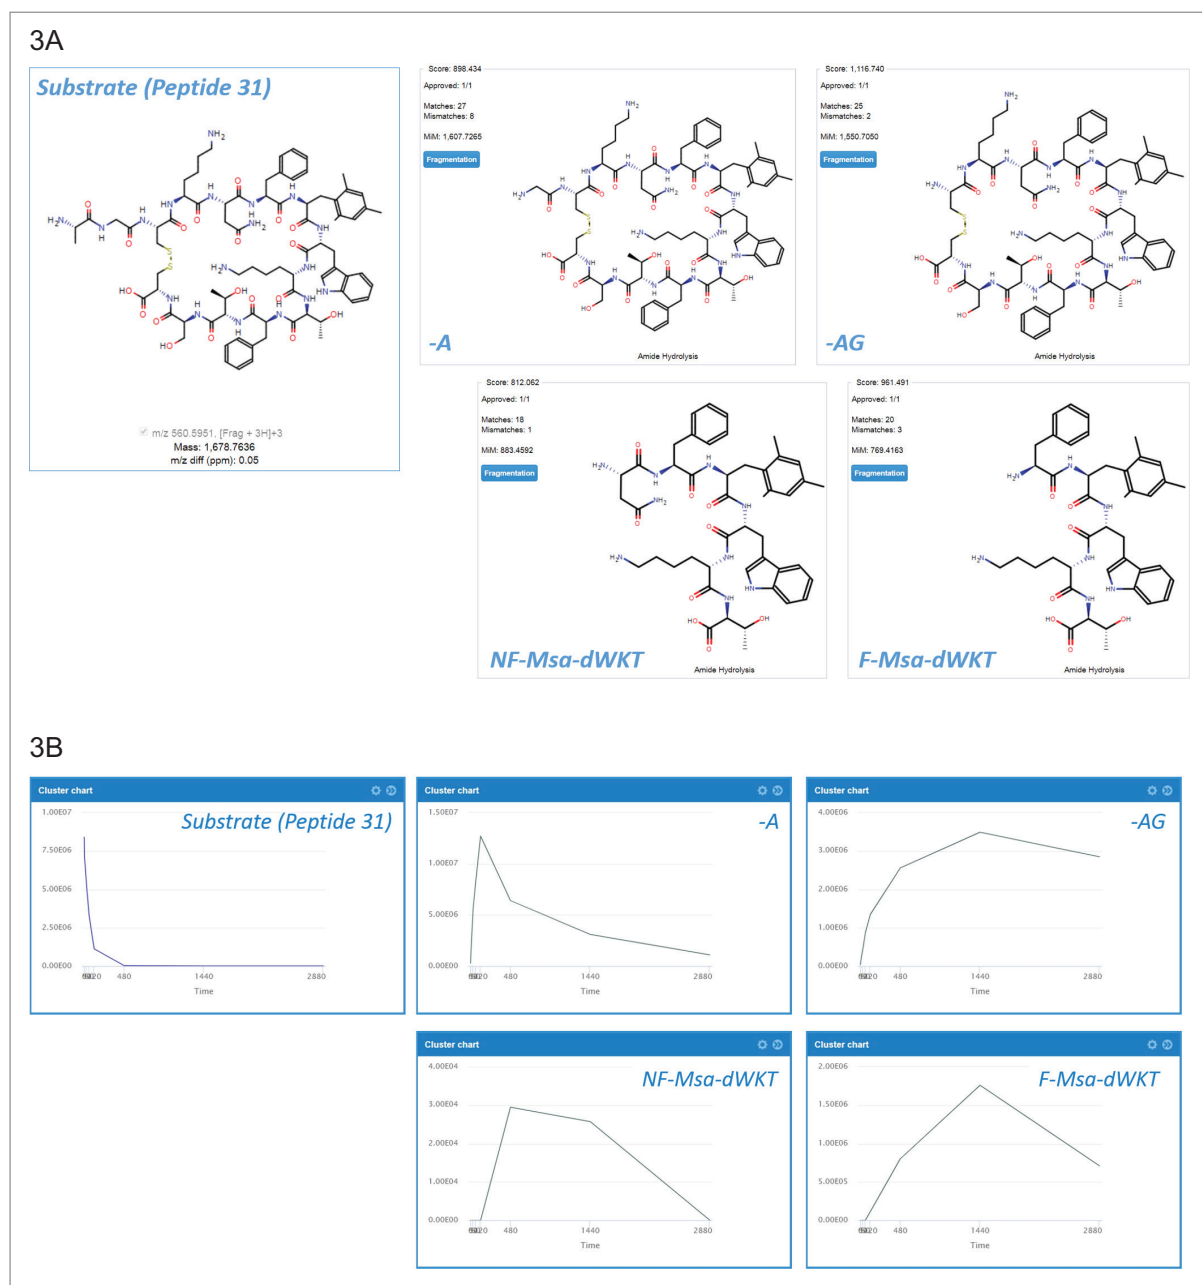 3A
Substrate (Peptide 31)
m/z 560.5951, [Frag + 3H]+3
Mass: 1,678.7636
m/z diff (ppm): 0.05
Score: 898.434
Approved: 1/1
Matches: 27
Mismatches: 8
MiM: 1,607.7265
Fragmentation
-A
Amide Hydrolysis
Score: 1,116.740
Approved: 1/1
Matches: 25
Mismatches: 2
MiM: 1,550.7050
Fragmentation
-AG
Amide Hydrolysis
Score: 812.062
Approved: 1/1
Matches: 18
Mismatches: 1
MiM: 883.4592
Fragmentation
NF-Msa-dWKT
Amide Hydrolysis
Score: 961.491
Approved: 1/1
Matches: 20
Mismatches: 3
MiM: 769.4163
Fragmentation
F-Msa-dWKT
Amide Hydrolysis
3B
Cluster chart
Substrate (Peptide 31)
1.00E07
7.50E06
5.00E06
2.50E06
0.00E00
480
1440
2880
Time
Cluster chart
-A
1.50E07
1.00E07
5.00E06
0.00E00
480
1440
2880
Time
Cluster chart
-AG
4.00E06
3.00E06
2.00E06
1.00E06
0.00E00
480
1440
2880
Time
Cluster chart
NF-Msa-dWKT
4.00E04
3.00E04
2.00E04
1.00E04
0.00E00
480
1440
2880
Time
Cluster chart
F-Msa-dWKT
2.00E06
1.50E06
1.00E06
5.00E05
0.00E00
480
1440
2880
Time